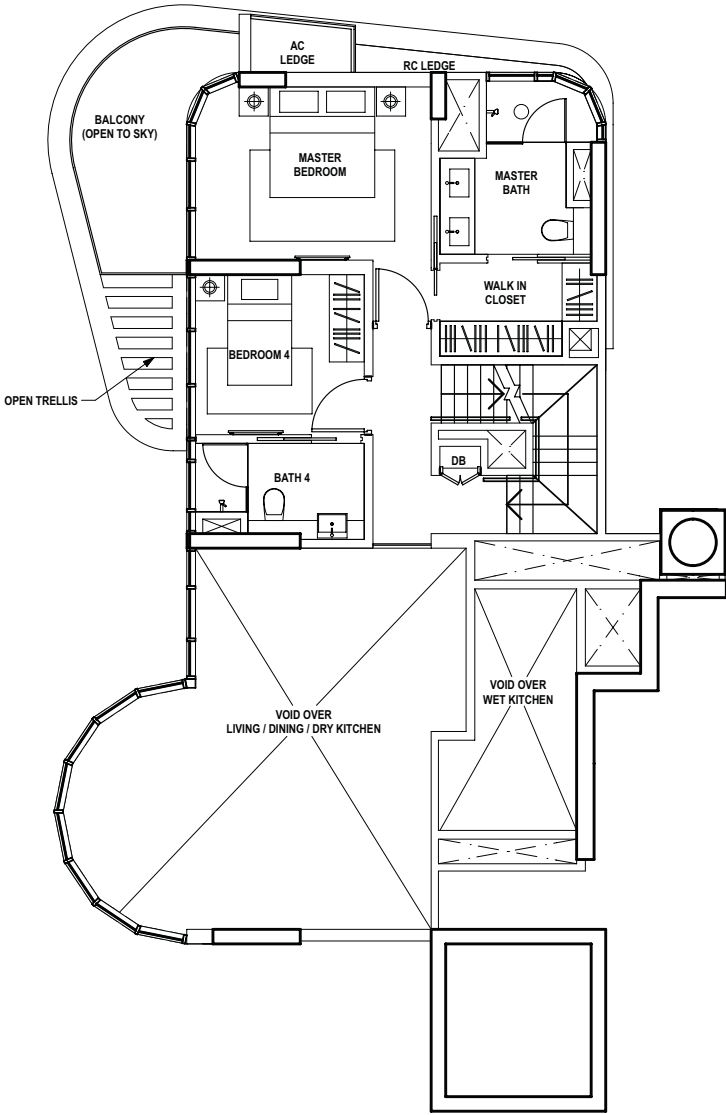 AC
LEDGE
RC LEDGE
BALCONY
(OPEN TO SKY)
MASTER
BEDROOM
MASTER
BATH
WALK IN
CLOSET
BEDROOM 4
OPEN TRELLIS
DB
BATH 4
VOID OVER
WET KITCHEN
VOID OVER
LIVING / DINING / DRY KITCHEN